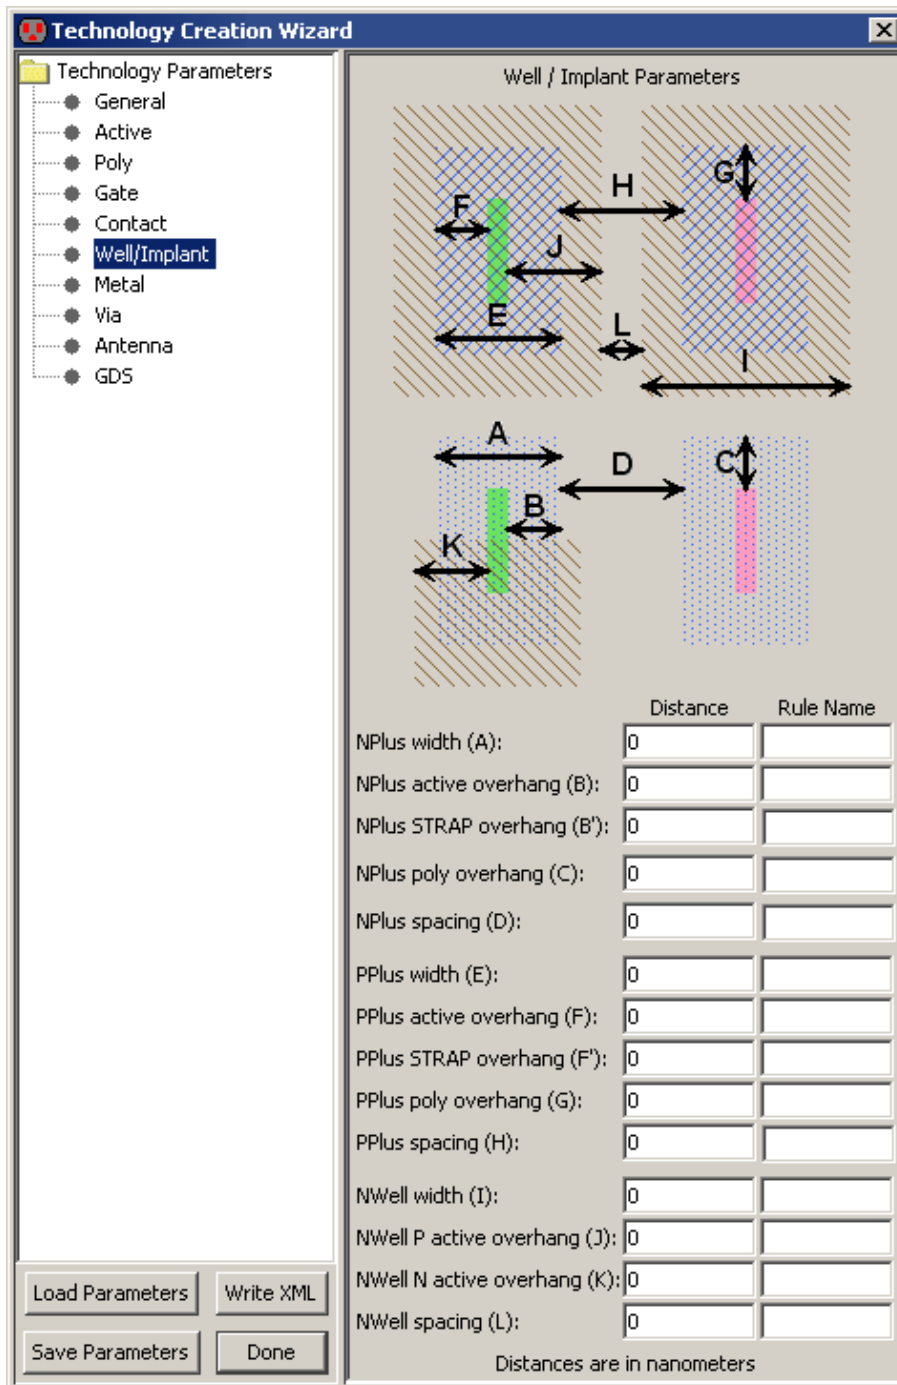 Technology Creation Wizard
Technology Parameters
General
Active
Poly
Gate
Contact
Well/Implant
Metal
Via
Antenna
GDS
Load Parameters
Write XML
Save Parameters
Done
Well / Implant Parameters
H
G
F
J
E
L
I
A
D
C
B
K
Distance Rule Name
NPlus width (A): 0
NPlus active overhang (B): 0
NPlus STRAP overhang (B'): 0
NPlus poly overhang (C): 0
NPlus spacing (D): 0
PPlus width (E): 0
PPlus active overhang (F): 0
PPlus STRAP overhang (F'): 0
PPlus poly overhang (G): 0
PPlus spacing (H): 0
NWell width (I): 0
NWell P active overhang (J): 0
NWell N active overhang (K): 0
NWell spacing (L): 0
Distances are in nanometers